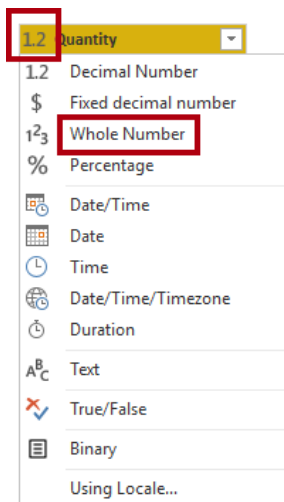 1.2 Quantity
1.2 Decimal Number
$ Fixed decimal number
1²3 Whole Number
% Percentage
Date/Time
Date
Time
Date/Time/Timezone
Duration
ABC Text
True/False
Binary
Using Locale...